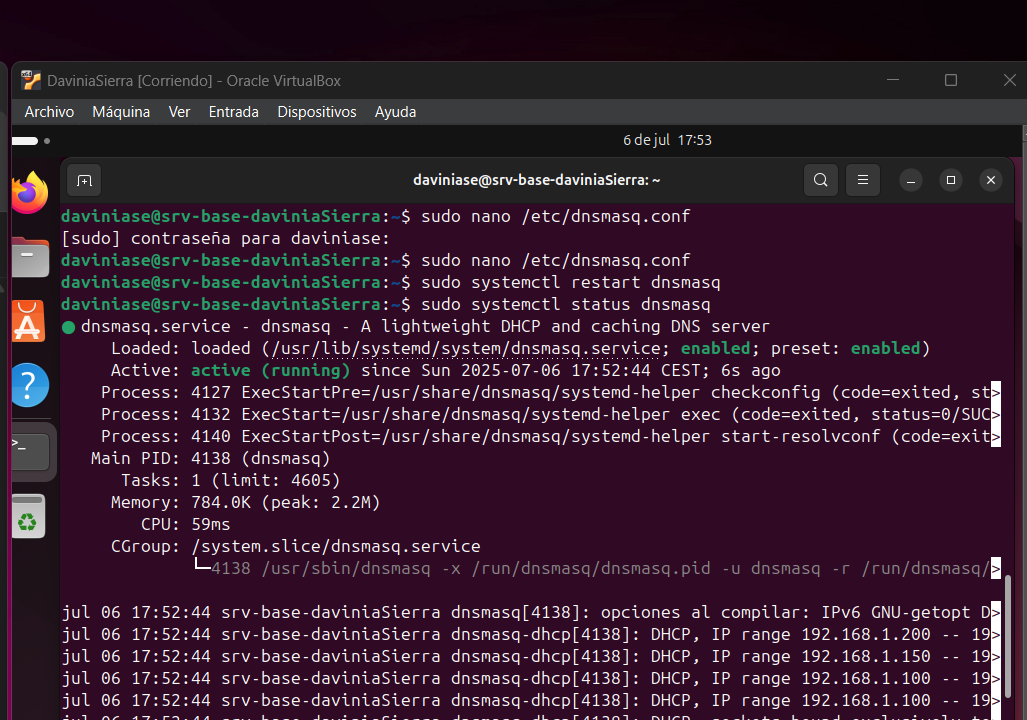 DaviniaSierra [Corriendo] - Oracle VirtualBox
Archivo Máquina Ver Entrada Dispositivos Ayuda
6 de jul 17:53
daviniase@srv-base-daviniaSierra: ~
daviniase@srv-base-daviniaSierra:~$ sudo nano /etc/dnsmasq.conf
[sudo] contraseña para daviniase:
daviniase@srv-base-daviniaSierra:~$ sudo nano /etc/dnsmasq.conf
daviniase@srv-base-daviniaSierra:~$ sudo systemctl restart dnsmasq
daviniase@srv-base-daviniaSierra:~$ sudo systemctl status dnsmasq
● dnsmasq.service - dnsmasq - A lightweight DHCP and caching DNS server
Loaded: loaded (/usr/lib/systemd/system/dnsmasq.service; enabled; preset: enabled)
Active: active (running) since Sun 2025-07-06 17:52:44 CEST; 6s ago
Process: 4127 ExecStartPre=/usr/share/dnsmasq/systemd-helper checkconfig (code=exited, st>
Process: 4132 ExecStart=/usr/share/dnsmasq/systemd-helper exec (code=exited, status=0/SUC>
Process: 4140 ExecStartPost=/usr/share/dnsmasq/systemd-helper start-resolvconf (code=exit>
Main PID: 4138 (dnsmasq)
Tasks: 1 (limit: 4605)
Memory: 784.0K (peak: 2.2M)
CPU: 59ms
CGroup: /system.slice/dnsmasq.service
└─4138 /usr/sbin/dnsmasq -x /run/dnsmasq/dnsmasq.pid -u dnsmasq -r /run/dnsmasq/>
jul 06 17:52:44 srv-base-daviniaSierra dnsmasq[4138]: opciones al compilar: IPv6 GNU-getopt D>
jul 06 17:52:44 srv-base-daviniaSierra dnsmasq-dhcp[4138]: DHCP, IP range 192.168.1.200 -- 19>
jul 06 17:52:44 srv-base-daviniaSierra dnsmasq-dhcp[4138]: DHCP, IP range 192.168.1.150 -- 19>
jul 06 17:52:44 srv-base-daviniaSierra dnsmasq-dhcp[4138]: DHCP, IP range 192.168.1.100 -- 19>
jul 06 17:52:44 srv-base-daviniaSierra dnsmasq-dhcp[4138]: DHCP, IP range 192.168.1.100 -- 19>